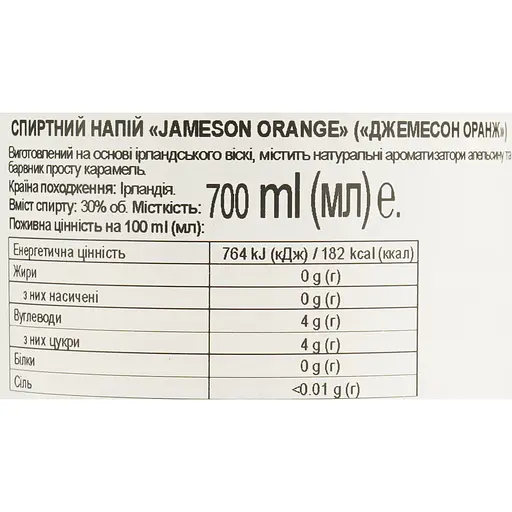 СПИРТНИЙ НАПІЙ «JAMESON ORANGE» («ДЖЕМЕСОН ОРАНЖ»)
Виготовлений на основі ірландського віскі, містить натуральні ароматизатори апельсину та
барвник просту карамель.
Країна походження: Ірландія.
Вміст спирту: 30% об. Місткість: 700 ml (мл) e.
Поживна цінність на 100 ml (мл):
Енергетична цінність 764 kJ (кДж) / 182 kcal (ккал)
Жири 0 g (г)
з них насичені 0 g (г)
Вуглеводи 4 g (г)
з них цукри 4 g (г)
Білки 0 g (г)
Сіль <0.01 g (г)